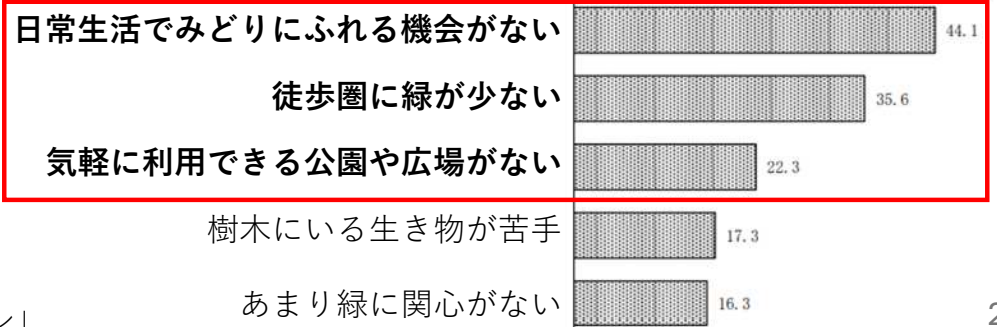 日常生活でみどりにふれる機会がない 44.1
徒歩圏に緑が少ない 35.6
気軽に利用できる公園や広場がない 22.3
樹木にいる生き物が苦手 17.3
あまり緑に関心がない 16.3